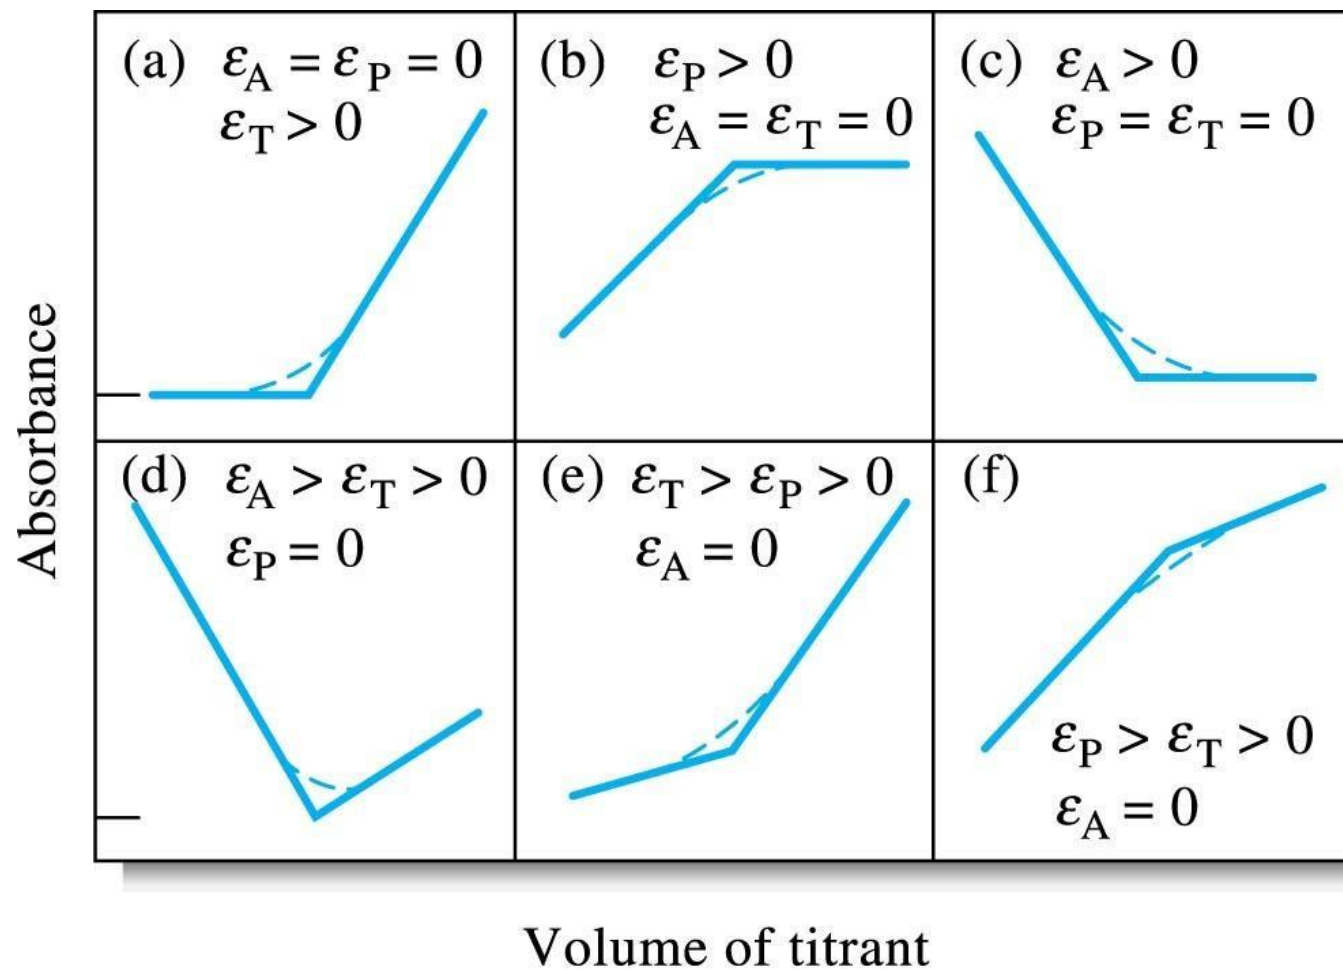 (a) εA = εP = 0
εT > 0
(b) εP > 0
εA = εT = 0
(c) εA > 0
εP = εT = 0
(d) εA > εT > 0
εP = 0
(e) εT > εP > 0
εA = 0
(f)
εP > εT > 0
εA = 0
Absorbance
Volume of titrant